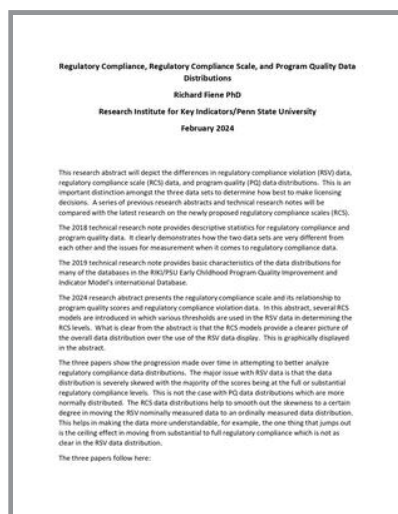 Regulatory Compliance, Regulatory Compliance Scale, and Program Quality Data
Distributions
Richard Fiene PhD
Research Institute for Key Indicators/Penn State University
February 2024
This research abstract will depict the differences in regulatory compliance violation (RSV) data,
regulatory compliance scale (RCS) data, and program quality (PQ) data distributions. This is an
important distinction amongst the three data sets to determine how best to make licensing
decisions. A series of previous research abstracts and technical research notes will be
compared with the latest research on the newly proposed regulatory compliance scales (RCS).
The 2018 technical research note provides descriptive statistics for regulatory compliance and
program quality data. It clearly demonstrates how the two data sets are very different from
each other and the issues for measurement when it comes to regulatory compliance data.
The 2019 technical research note provides basic characteristics of the data distributions for
many of the databases in the RIKI/PSU Early Childhood Program Quality Improvement and
Indicator Model's international Database.
The 2024 research abstract presents the regulatory compliance scale and its relationship to
program quality scores and regulatory compliance violation data. In this abstract, several RCS
models are introduced in which various thresholds are used in the RSV data in determining the
RCS levels. What is clear from the abstract is that the RCS models provide a clearer picture of
the overall data distribution over the use of the RSV data display. This is graphically displayed
in the abstract.
The three papers show the progression made over time in attempting to better analyze
regulatory compliance data distributions. The major issue with RSV data is that the data
distribution is severely skewed with the majority of the scores being at the full or substantial
regulatory compliance levels. This is not the case with PQ data distributions which are more
normally distributed. The RCS data distributions help to smooth out the skewness to a certain
degree in moving the RSV nominally measured data to an ordinally measured data distribution.
This helps in making the data more understandable, for example, the one thing that jumps out
is the ceiling effect in moving from substantial to full regulatory compliance which is not as
clear in the RSV data distribution.
The three papers follow here: